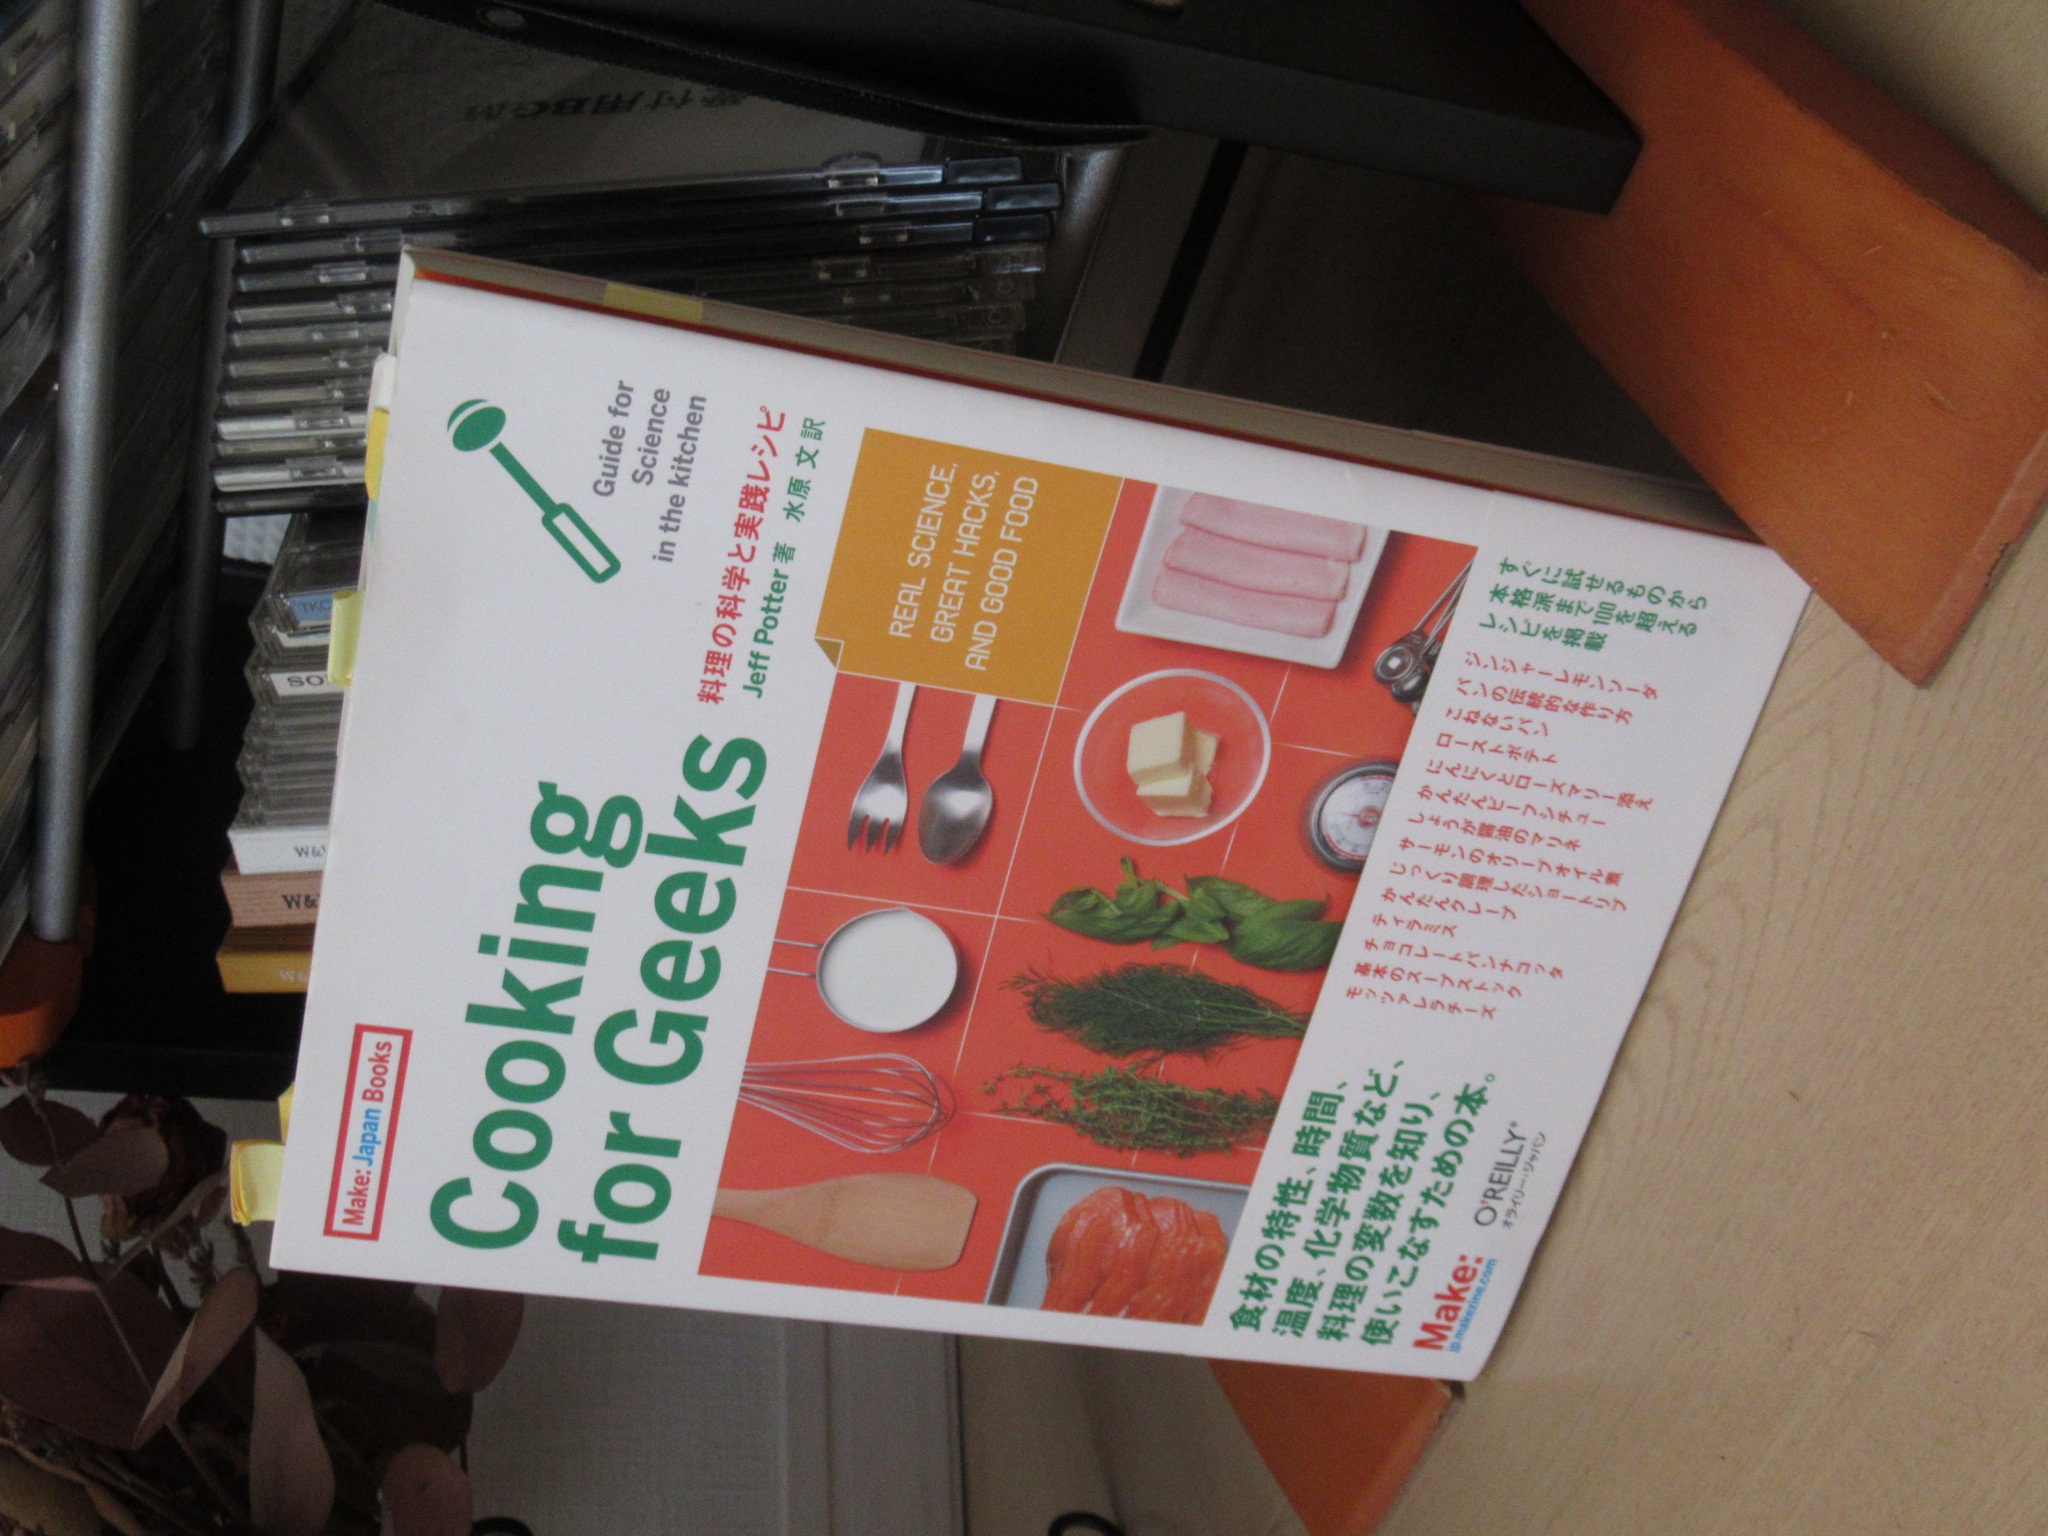 Make: Japan Books
Cooking
for Geeks
Guide for
Science
in the kitchen
料理の科学と実践レシピ
Jeff Potter 著 水原 文 訳
REAL SCIENCE,
GREAT HACKS,
AND GOOD FOOD
食材の特性、時間、
温度、化学物質など、
料理の変数を知り、
使いこなすための本。
すぐに試せるものから
本格派まで100を超える
レシピを掲載
ジンジャーレモンソーダ
パンの伝統的な作り方
こねないパン
ローストポテト
にんにくとローズマリー添え
かんたんビーフシチュー
しょうが醤油のマリネ
サーモンのオリーブオイル煮
じっくり調理したショートリブ
かんたんクレープ
ティラミス
チョコレートパンナコッタ
基本のスープストック
モッツァレラチーズ
Make:
jp.makezine.com
O'REILLY®
オライリー・ジャパン
受付用BGM
TKC
SO
W&
W&
W&